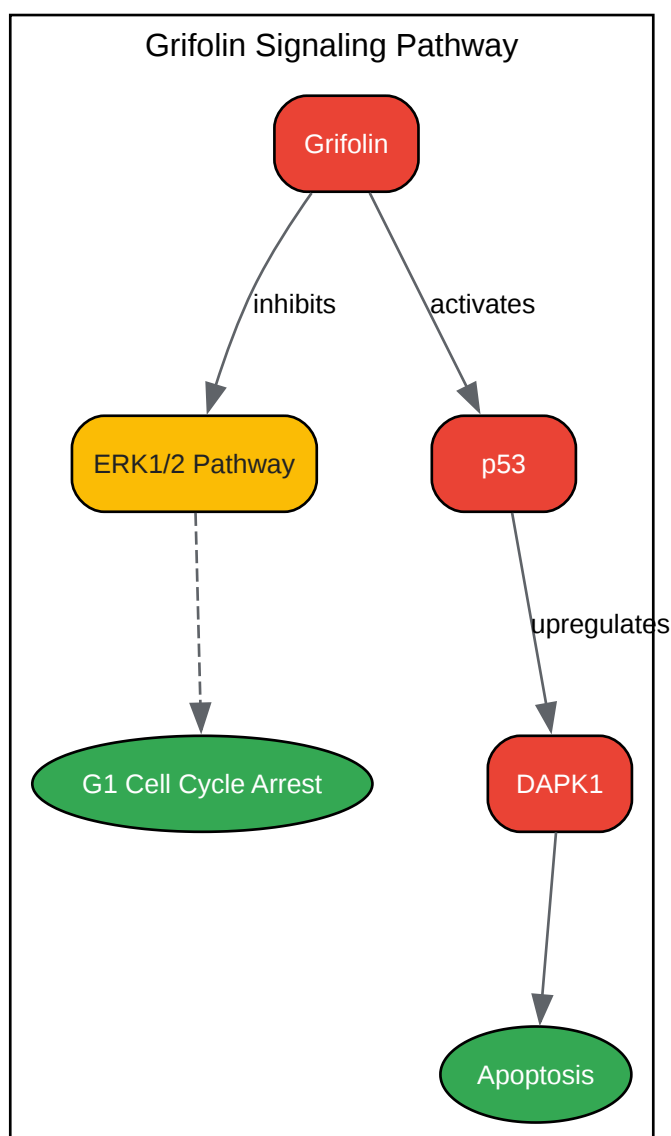 Grifolin Signaling Pathway
Grifolin
inhibits
activates
ERK1/2 Pathway
p53
upregulates
G1 Cell Cycle Arrest
DAPK1
Apoptosis